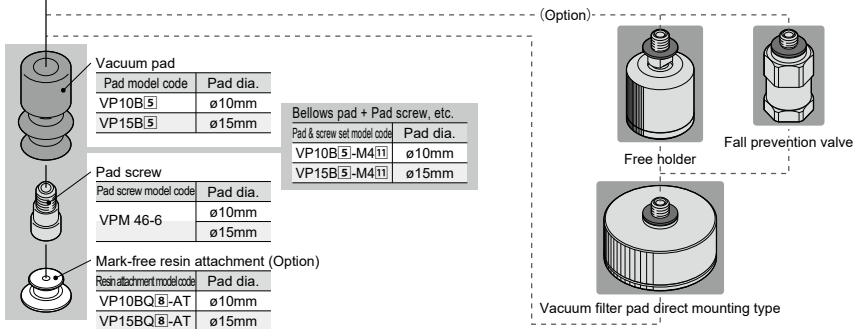 (Option)
Vacuum pad
Pad model code Pad dia.
VP10B5 ø10mm
VP15B5 ø15mm
Bellows pad + Pad screw, etc.
Pad & screw set model code Pad dia.
VP10B5-M411 ø10mm
VP15B5-M411 ø15mm
Fall prevention valve
Free holder
Pad screw
Pad screw model code Pad dia.
VPM 46-6 ø10mm
ø15mm
Mark-free resin attachment (Option)
Resin attachment model code Pad dia.
VP10BQ8-AT ø10mm
VP15BQ8-AT ø15mm
Vacuum filter pad direct mounting type